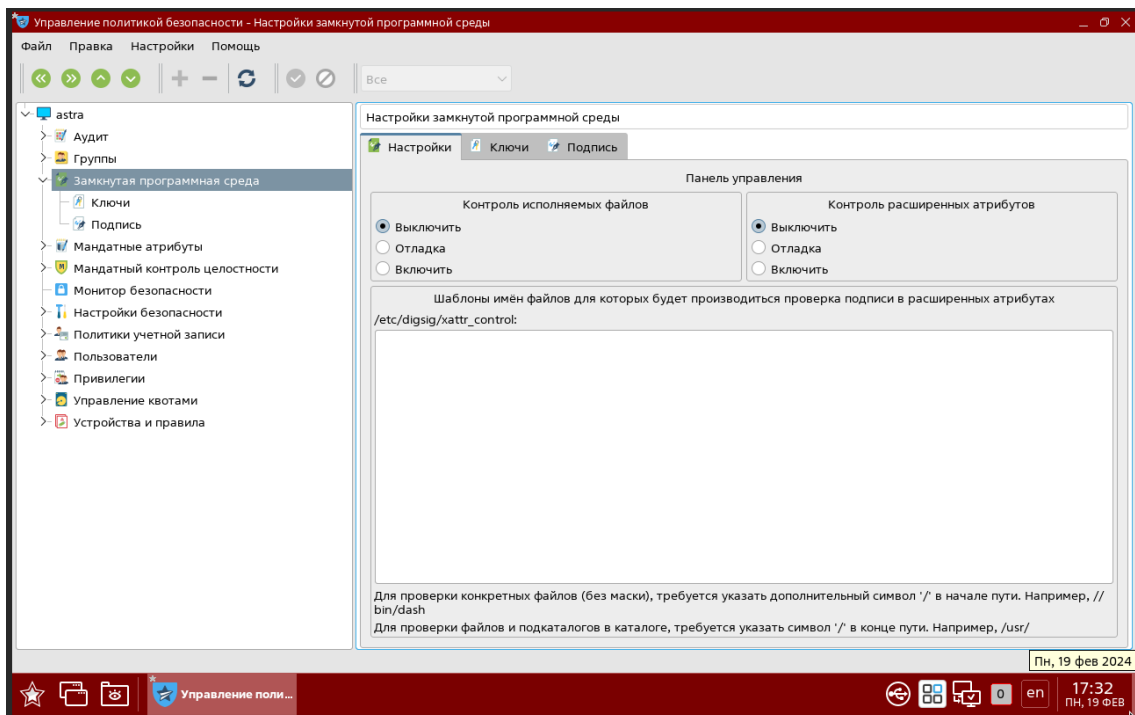 Управление политикой безопасности - Настройки замкнутой программной среды
Файл Правка Настройки Помощь
Все
astra
Аудит
Группы
Замкнутая программная среда
Ключи
Подпись
Мандатные атрибуты
Мандатный контроль целостности
Монитор безопасности
Настройки безопасности
Политики учетной записи
Пользователи
Привилегии
Управление квотами
Устройства и правила
Настройки замкнутой программной среды
Настройки Ключи Подпись
Панель управления
Контроль исполняемых файлов
Выключить
Отладка
Включить
Контроль расширенных атрибутов
Выключить
Отладка
Включить
Шаблоны имён файлов для которых будет производиться проверка подписи в расширенных атрибутах
/etc/digsig/xattr_control:
Для проверки конкретных файлов (без маски), требуется указать дополнительный символ '/' в начале пути. Например, //
bin/dash
Для проверки файлов и подкаталогов в каталоге, требуется указать символ '/' в конце пути. Например, /usr/
Пн, 19 фев 2024
Управление поли...
0
en
17:32
ПН, 19 ФЕВ